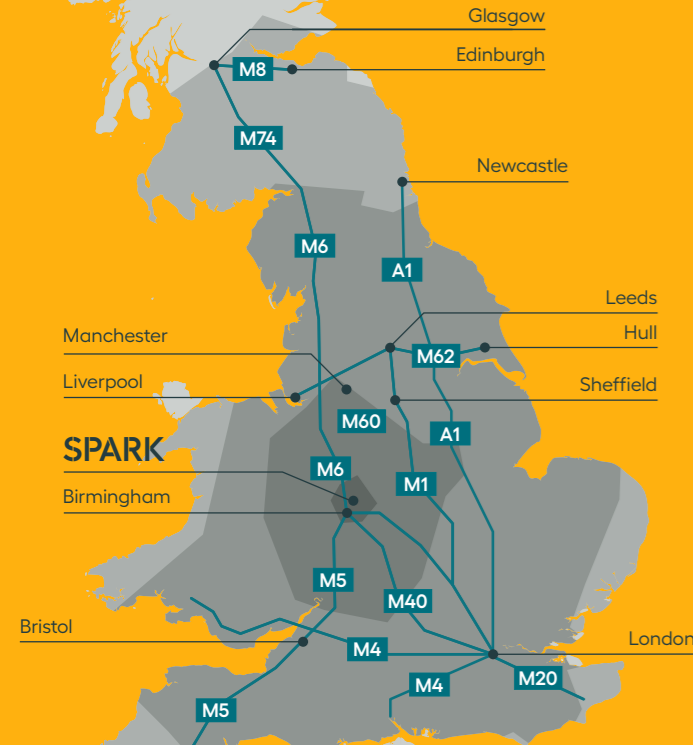 Glasgow
Edinburgh
M8
M74
Newcastle
M6
A1
Leeds
Hull
Manchester
M62
Liverpool
Sheffield
M60
A1
SPARK
M6
M1
Birmingham
M5
M40
Bristol
London
M4
M4
M20
M5